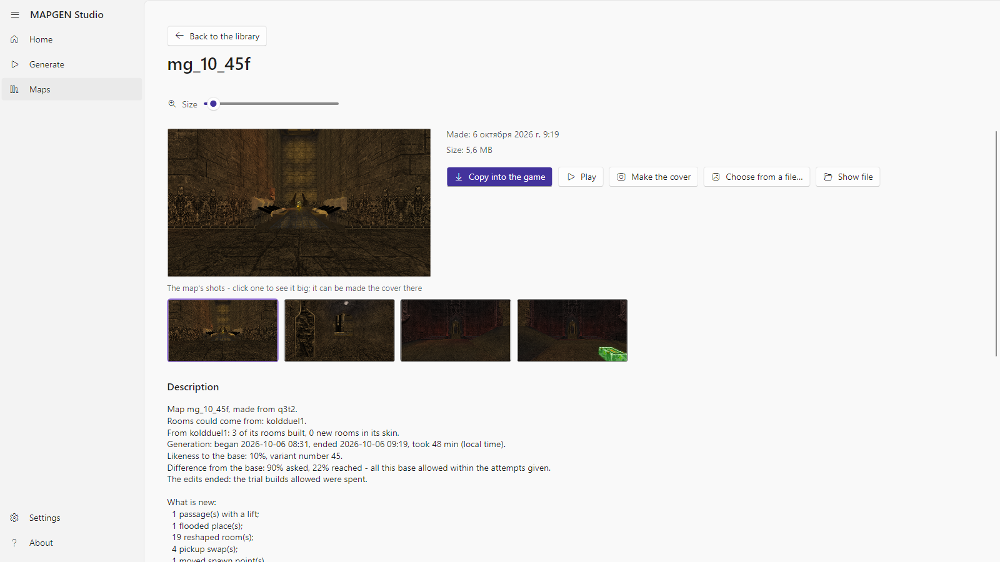 MAPGEN Studio
Home
Generate
Maps
Settings
About
Back to the library
mg_10_45f
Size
Made: 6 октября 2026 г. 9:19
Size: 5,6 MB
Copy into the game
Play
Make the cover
Choose from a file...
Show file
The map's shots - click one to see it big; it can be made the cover there
Description
Map mg_10_45f, made from q3t2.
Rooms could come from: koldduel1.
From koldduel1: 3 of its rooms built, 0 new rooms in its skin.
Generation: began 2026-10-06 08:31, ended 2026-10-06 09:19, took 48 min (local time).
Likeness to the base: 10%, variant number 45.
Difference from the base: 90% asked, 22% reached - all this base allowed within the attempts given.
The edits ended: the trial builds allowed were spent.
What is new:
1 passage(s) with a lift;
1 flooded place(s);
19 reshaped room(s);
4 pickup swap(s);
1 moved spawn point(s)